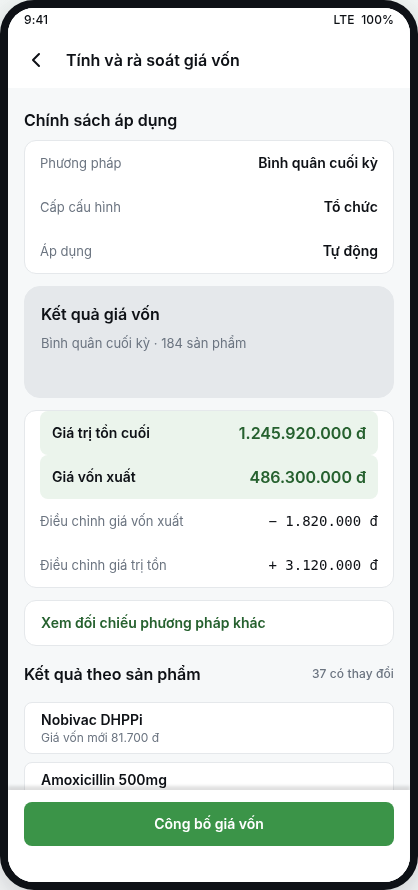 9:41
LTE 100%
Tính và rà soát giá vốn
Chính sách áp dụng
Phương pháp
Bình quân cuối kỳ
Cấp cấu hình
Tổ chức
Áp dụng
Tự động
Kết quả giá vốn
Bình quân cuối kỳ · 184 sản phẩm
Giá trị tồn cuối
1.245.920.000 đ
Giá vốn xuất
486.300.000 đ
Điều chỉnh giá vốn xuất
− 1.820.000 đ
Điều chỉnh giá trị tồn
+ 3.120.000 đ
Xem đối chiếu phương pháp khác
Kết quả theo sản phẩm
37 có thay đổi
Nobivac DHPPi
Giá vốn mới 81.700 đ
Amoxicillin 500mg
Công bố giá vốn